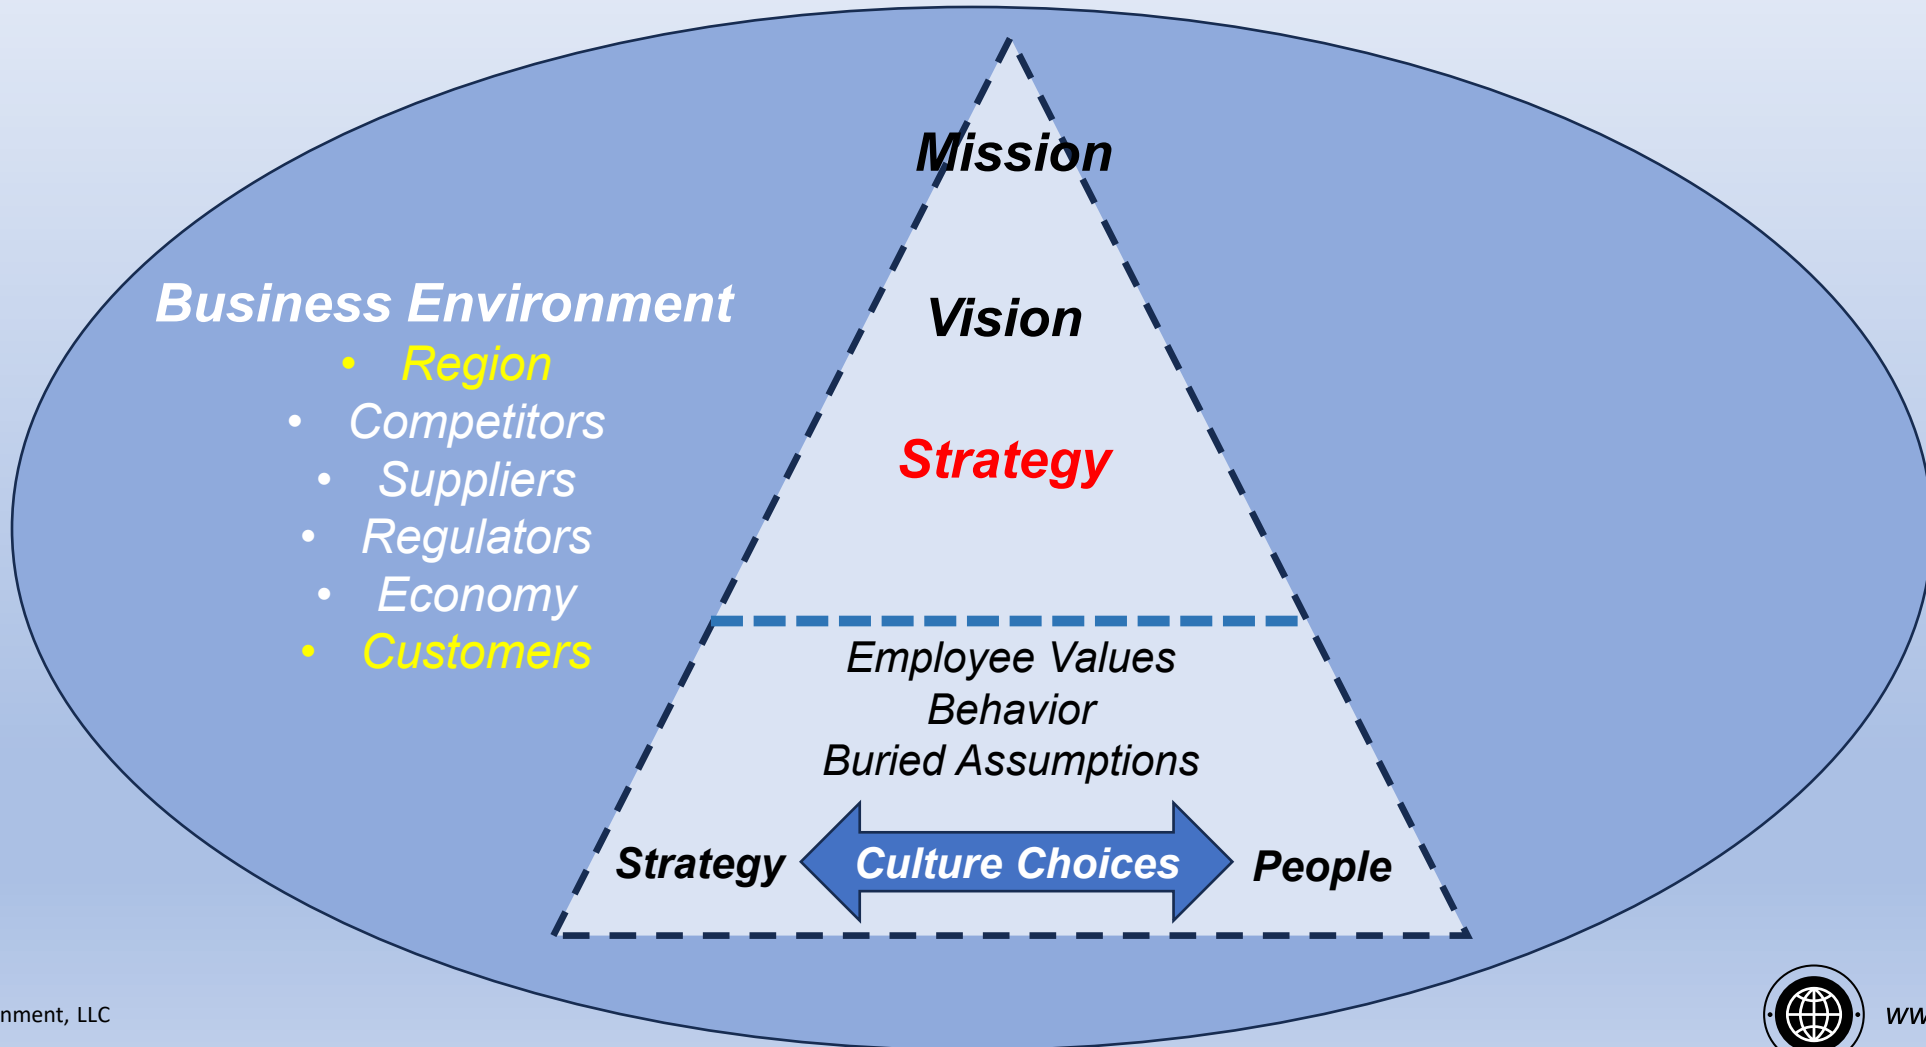 Mission
Vision
Strategy
Business Environment
• Region
• Competitors
• Suppliers
• Regulators
• Economy
• Customers
Employee Values
Behavior
Buried Assumptions
Strategy
Culture Choices
People
nment, LLC
ww